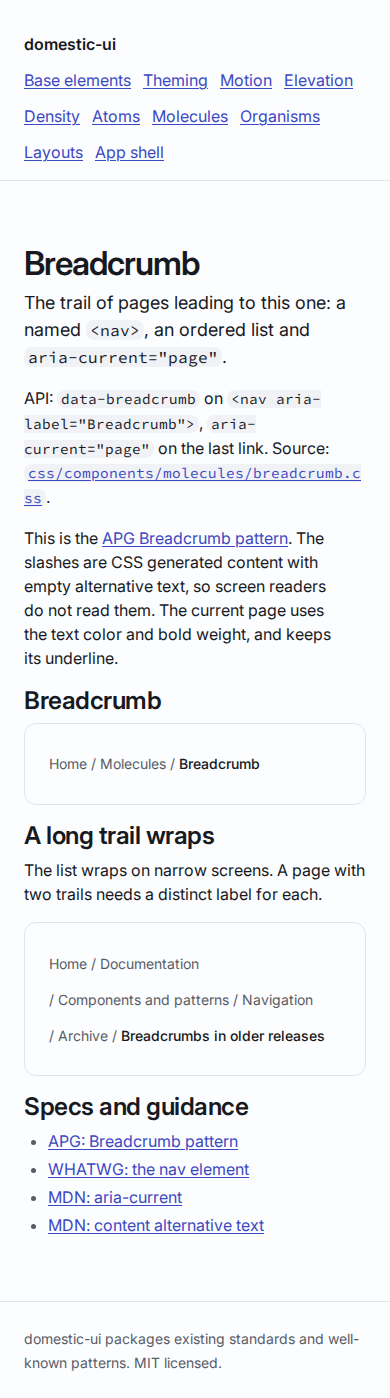 domestic-ui
Base elements Theming Motion Elevation
Density Atoms Molecules Organisms
Layouts App shell
Breadcrumb
The trail of pages leading to this one: a
named <nav>, an ordered list and
aria-current="page".
API: data-breadcrumb on <nav aria-
label="Breadcrumb">, aria-
current="page" on the last link. Source:
css/components/molecules/breadcrumb.c
ss.
This is the APG Breadcrumb pattern. The
slashes are CSS generated content with
empty alternative text, so screen readers
do not read them. The current page uses
the text color and bold weight, and keeps
its underline.
Breadcrumb
Home / Molecules / Breadcrumb
A long trail wraps
The list wraps on narrow screens. A page with
two trails needs a distinct label for each.
Home / Documentation
/ Components and patterns / Navigation
/ Archive / Breadcrumbs in older releases
Specs and guidance
• APG: Breadcrumb pattern
• WHATWG: the nav element
• MDN: aria-current
• MDN: content alternative text
domestic-ui packages existing standards and well-
known patterns. MIT licensed.